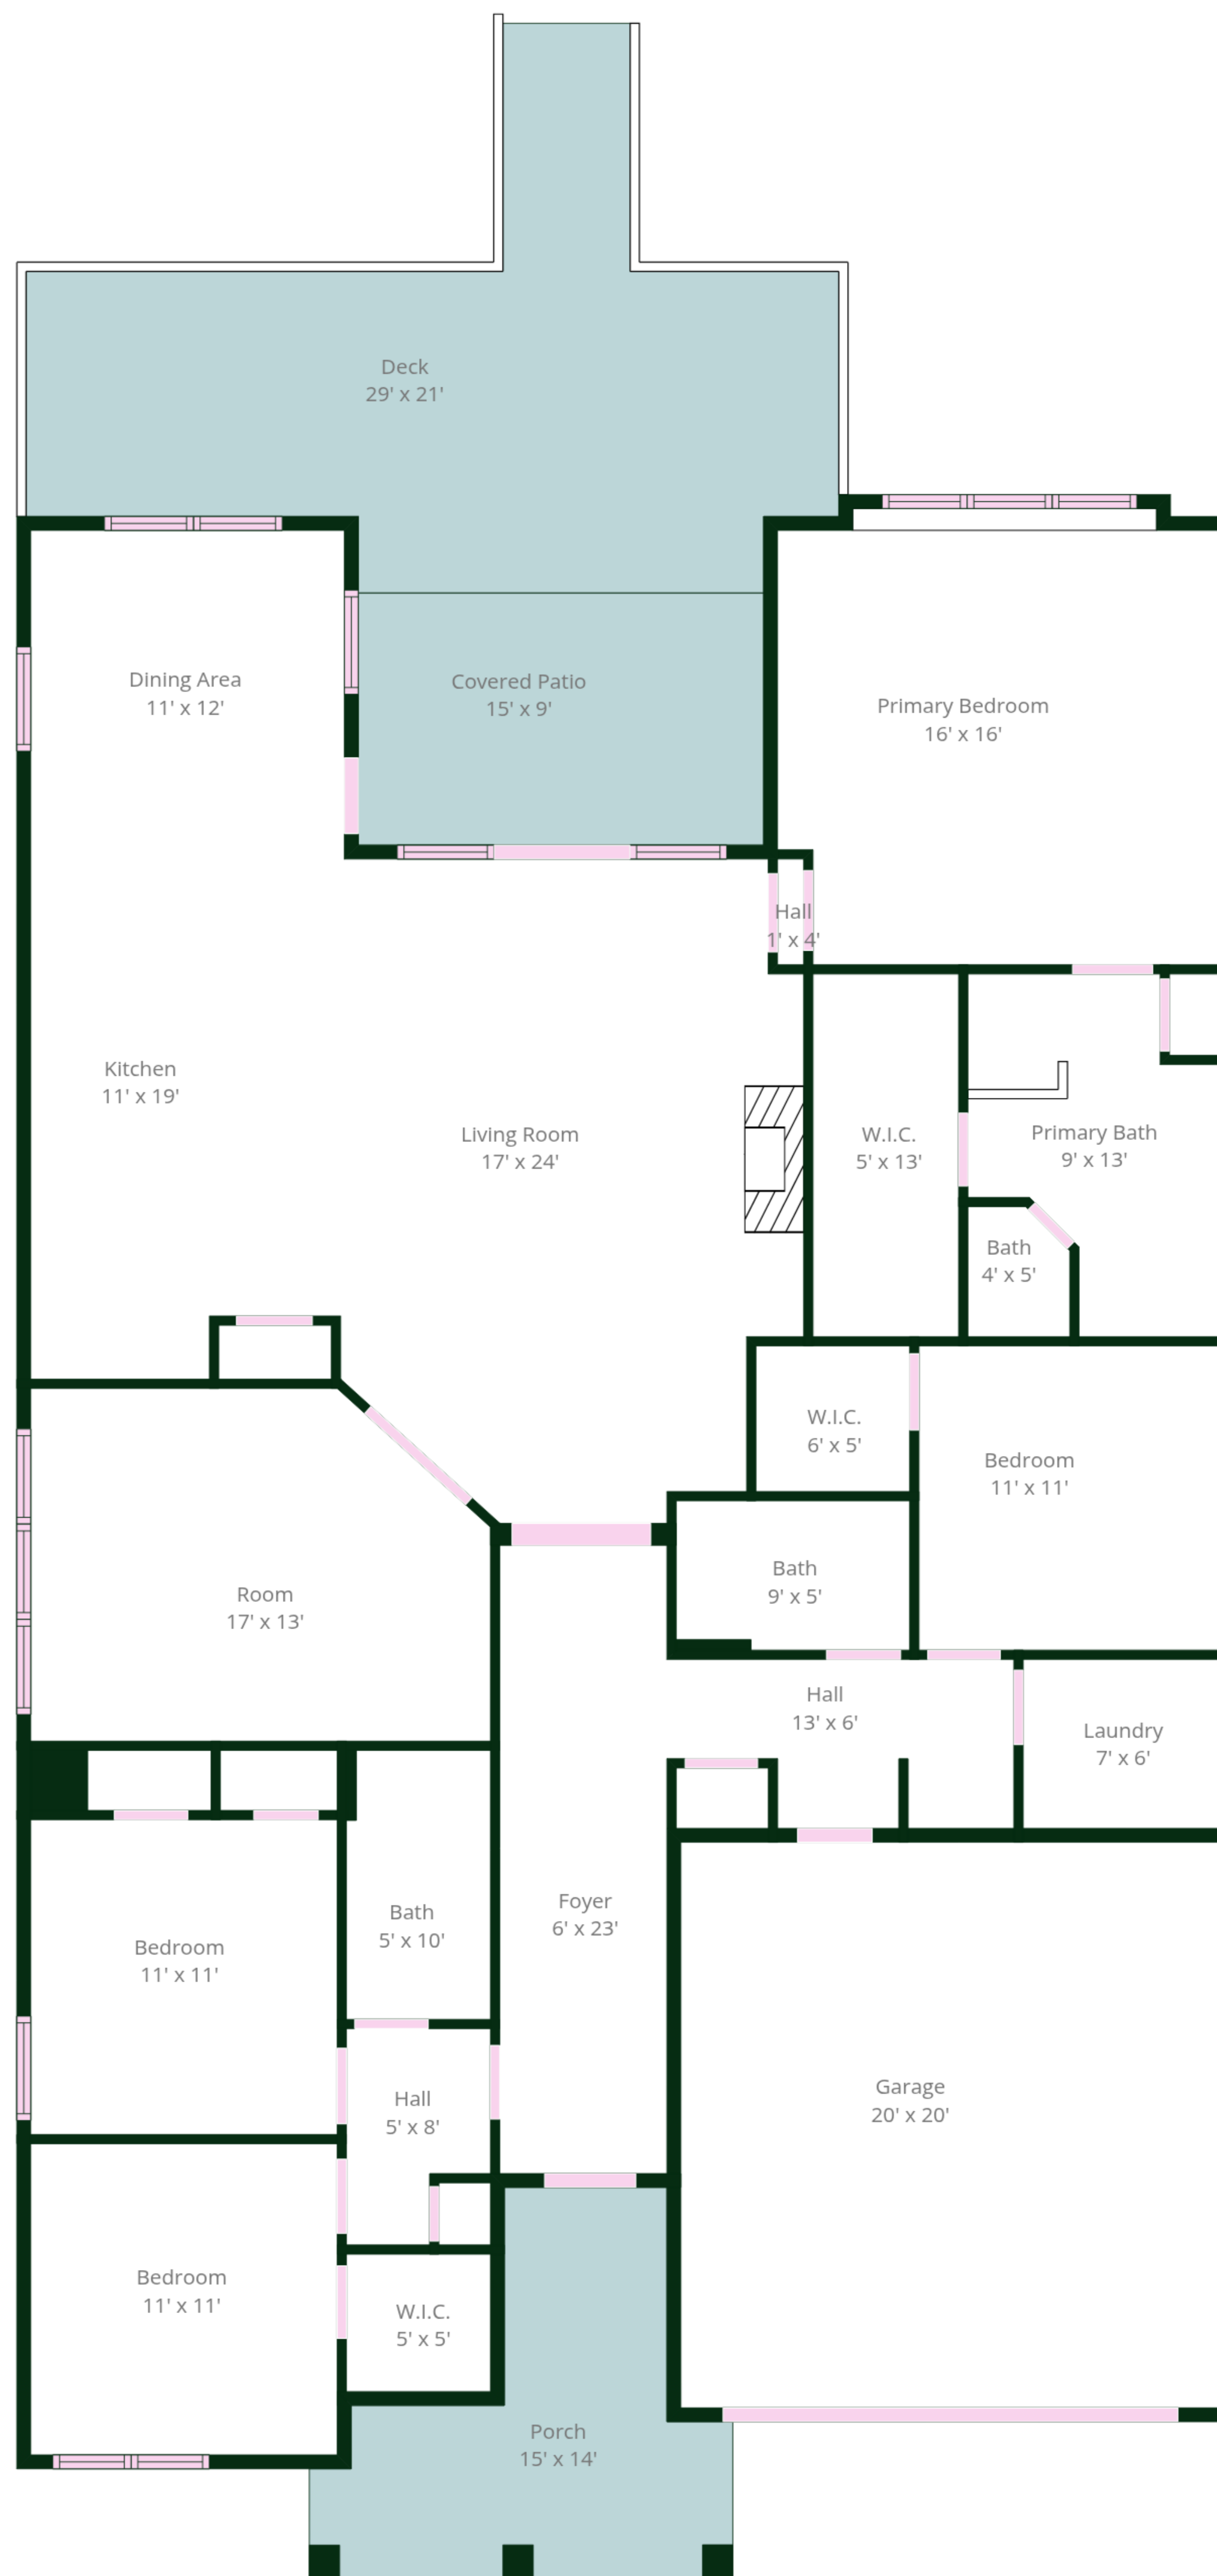 Deck
29' x 21'
Dining Area
11' x 12'
Covered Patio
15' x 9'
Primary Bedroom
16' x 16'
Hall
1' x 4'
Kitchen
11' x 19'
Living Room
17' x 24'
W.I.C.
5' x 13'
Primary Bath
9' x 13'
Bath
4' x 5'
W.I.C.
6' x 5'
Bedroom
11' x 11'
Bath
9' x 5'
Room
17' x 13'
Hall
13' x 6'
Laundry
7' x 6'
Foyer
6' x 23'
Bath
5' x 10'
Bedroom
11' x 11'
Garage
20' x 20'
Hall
5' x 8'
Bedroom
11' x 11'
W.I.C.
5' x 5'
Porch
15' x 14'